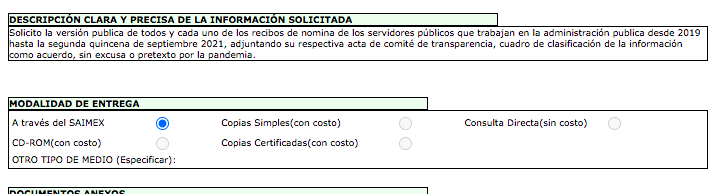 DESCRIPCIÓN CLARA Y PRECISA DE LA INFORMACIÓN SOLICITADA
Solicito la versión publica de todos y cada uno de los recibos de nomina de los servidores públicos que trabajan en la administración publica desde 2019
hasta la segunda quincena de septiembre 2021, adjuntando su respectiva acta de comité de transparencia, cuadro de clasificación de la información
como acuerdo, sin excusa o pretexto por la pandemia.
MODALIDAD DE ENTREGA
A través del SAIMEX Copias Simples(con costo) Consulta Directa(sin costo)
CD-ROM(con costo) Copias Certificadas(con costo)
OTRO TIPO DE MEDIO (Especificar):
DOCUMENTOS ANEXOS